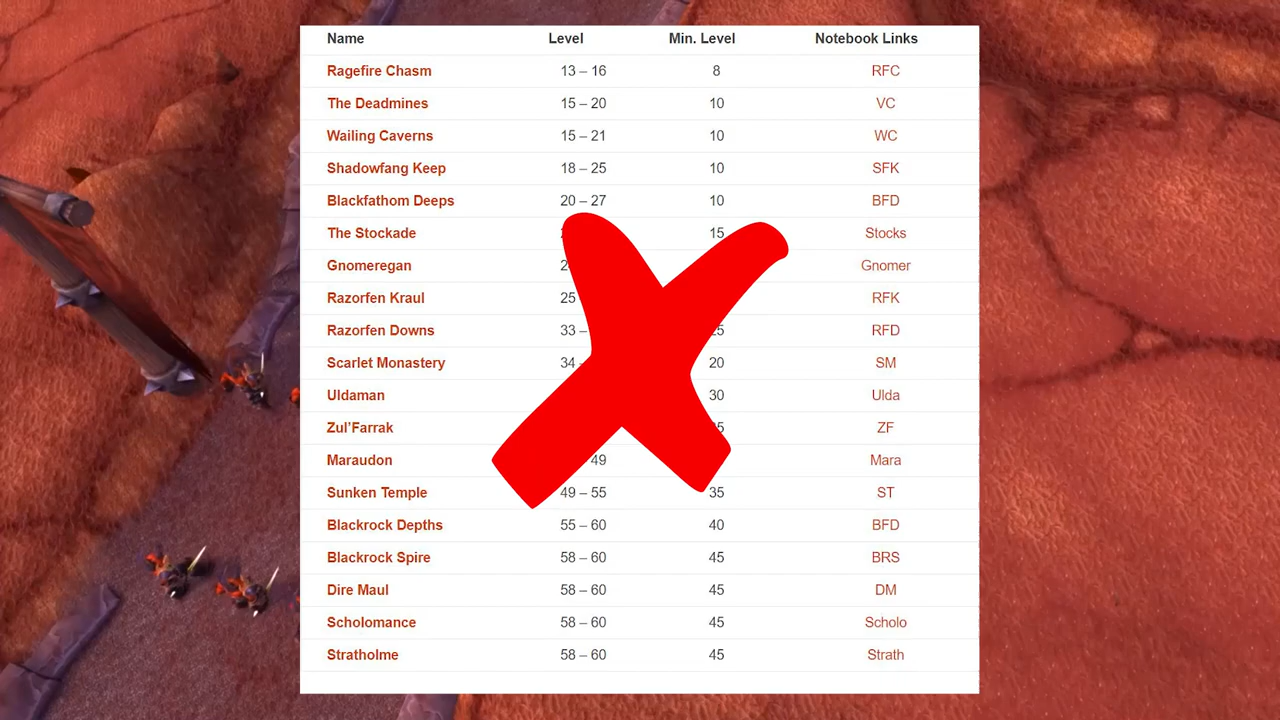 Name Level Min. Level Notebook Links
Ragefire Chasm 13 – 16 8 RFC
The Deadmines 15 – 20 10 VC
Wailing Caverns 15 – 21 10 WC
Shadowfang Keep 18 – 25 10 SFK
Blackfathom Deeps 20 – 27 10 BFD
The Stockade 15 Stocks
Gnomeregan Gnomer
Razorfen Kraul 25 RFK
Razorfen Downs 33 – RFD
Scarlet Monastery 34 20 SM
Uldaman 30 Ulda
Zul'Farrak ZF
Maraudon 49 Mara
Sunken Temple 49 – 55 35 ST
Blackrock Depths 55 – 60 40 BFD
Blackrock Spire 58 – 60 45 BRS
Dire Maul 58 – 60 45 DM
Scholomance 58 – 60 45 Scholo
Stratholme 58 – 60 45 Strath